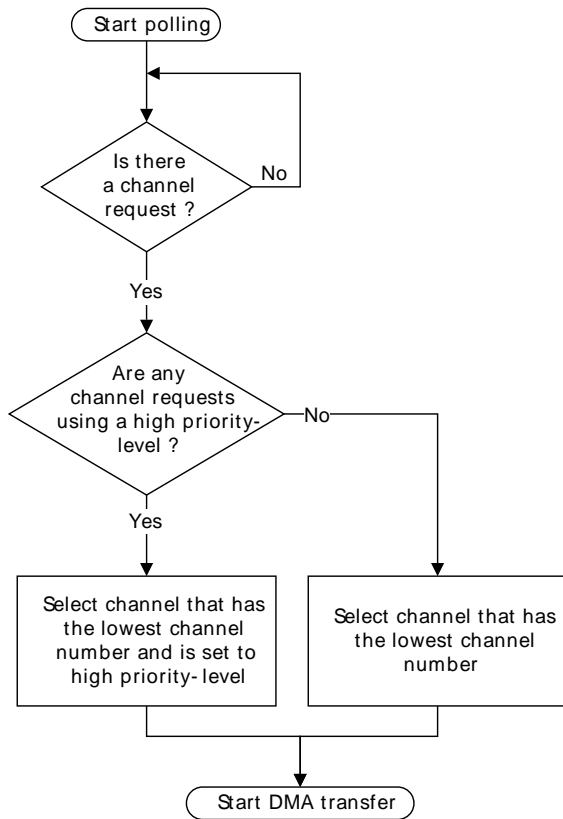 Start polling
Is there
a channel
request ?
No
Yes
Are any
channel requests
using a high priority-
level ?
No
Yes
Select channel that has
the lowest channel
number and is set to
high priority-level
Select channel that has
the lowest channel
number
Start DMA transfer